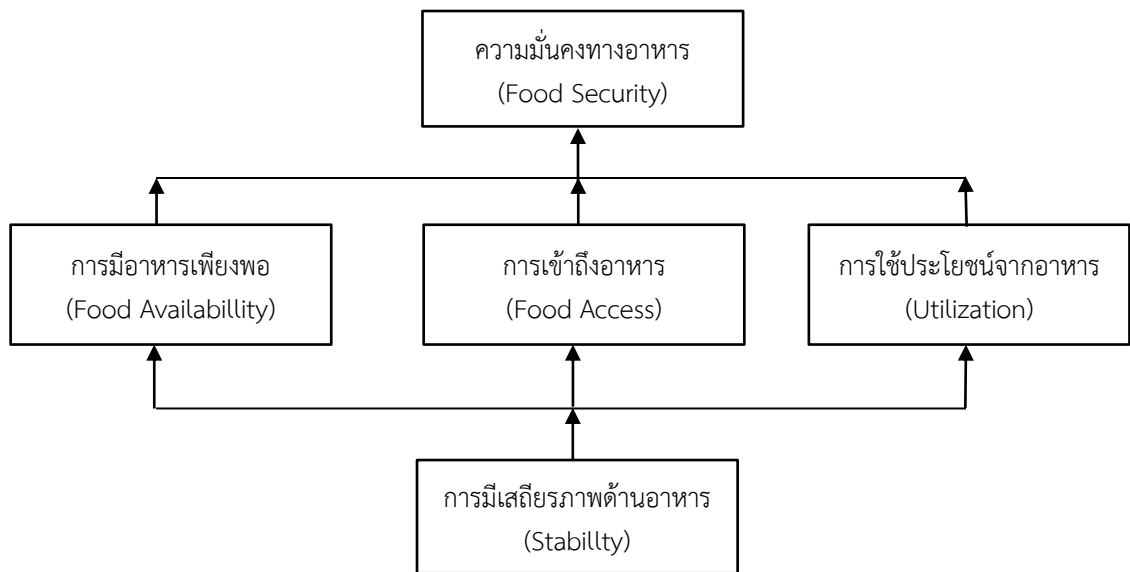 ความมั่นคงทางอาหาร
(Food Security)
การมีอาหารเพียงพอ
(Food Availabillity)
การเข้าถึงอาหาร
(Food Access)
การใช้ประโยชน์จากอาหาร
(Utilization)
การมีเสถียรภาพด้านอาหาร
(Stabillty)